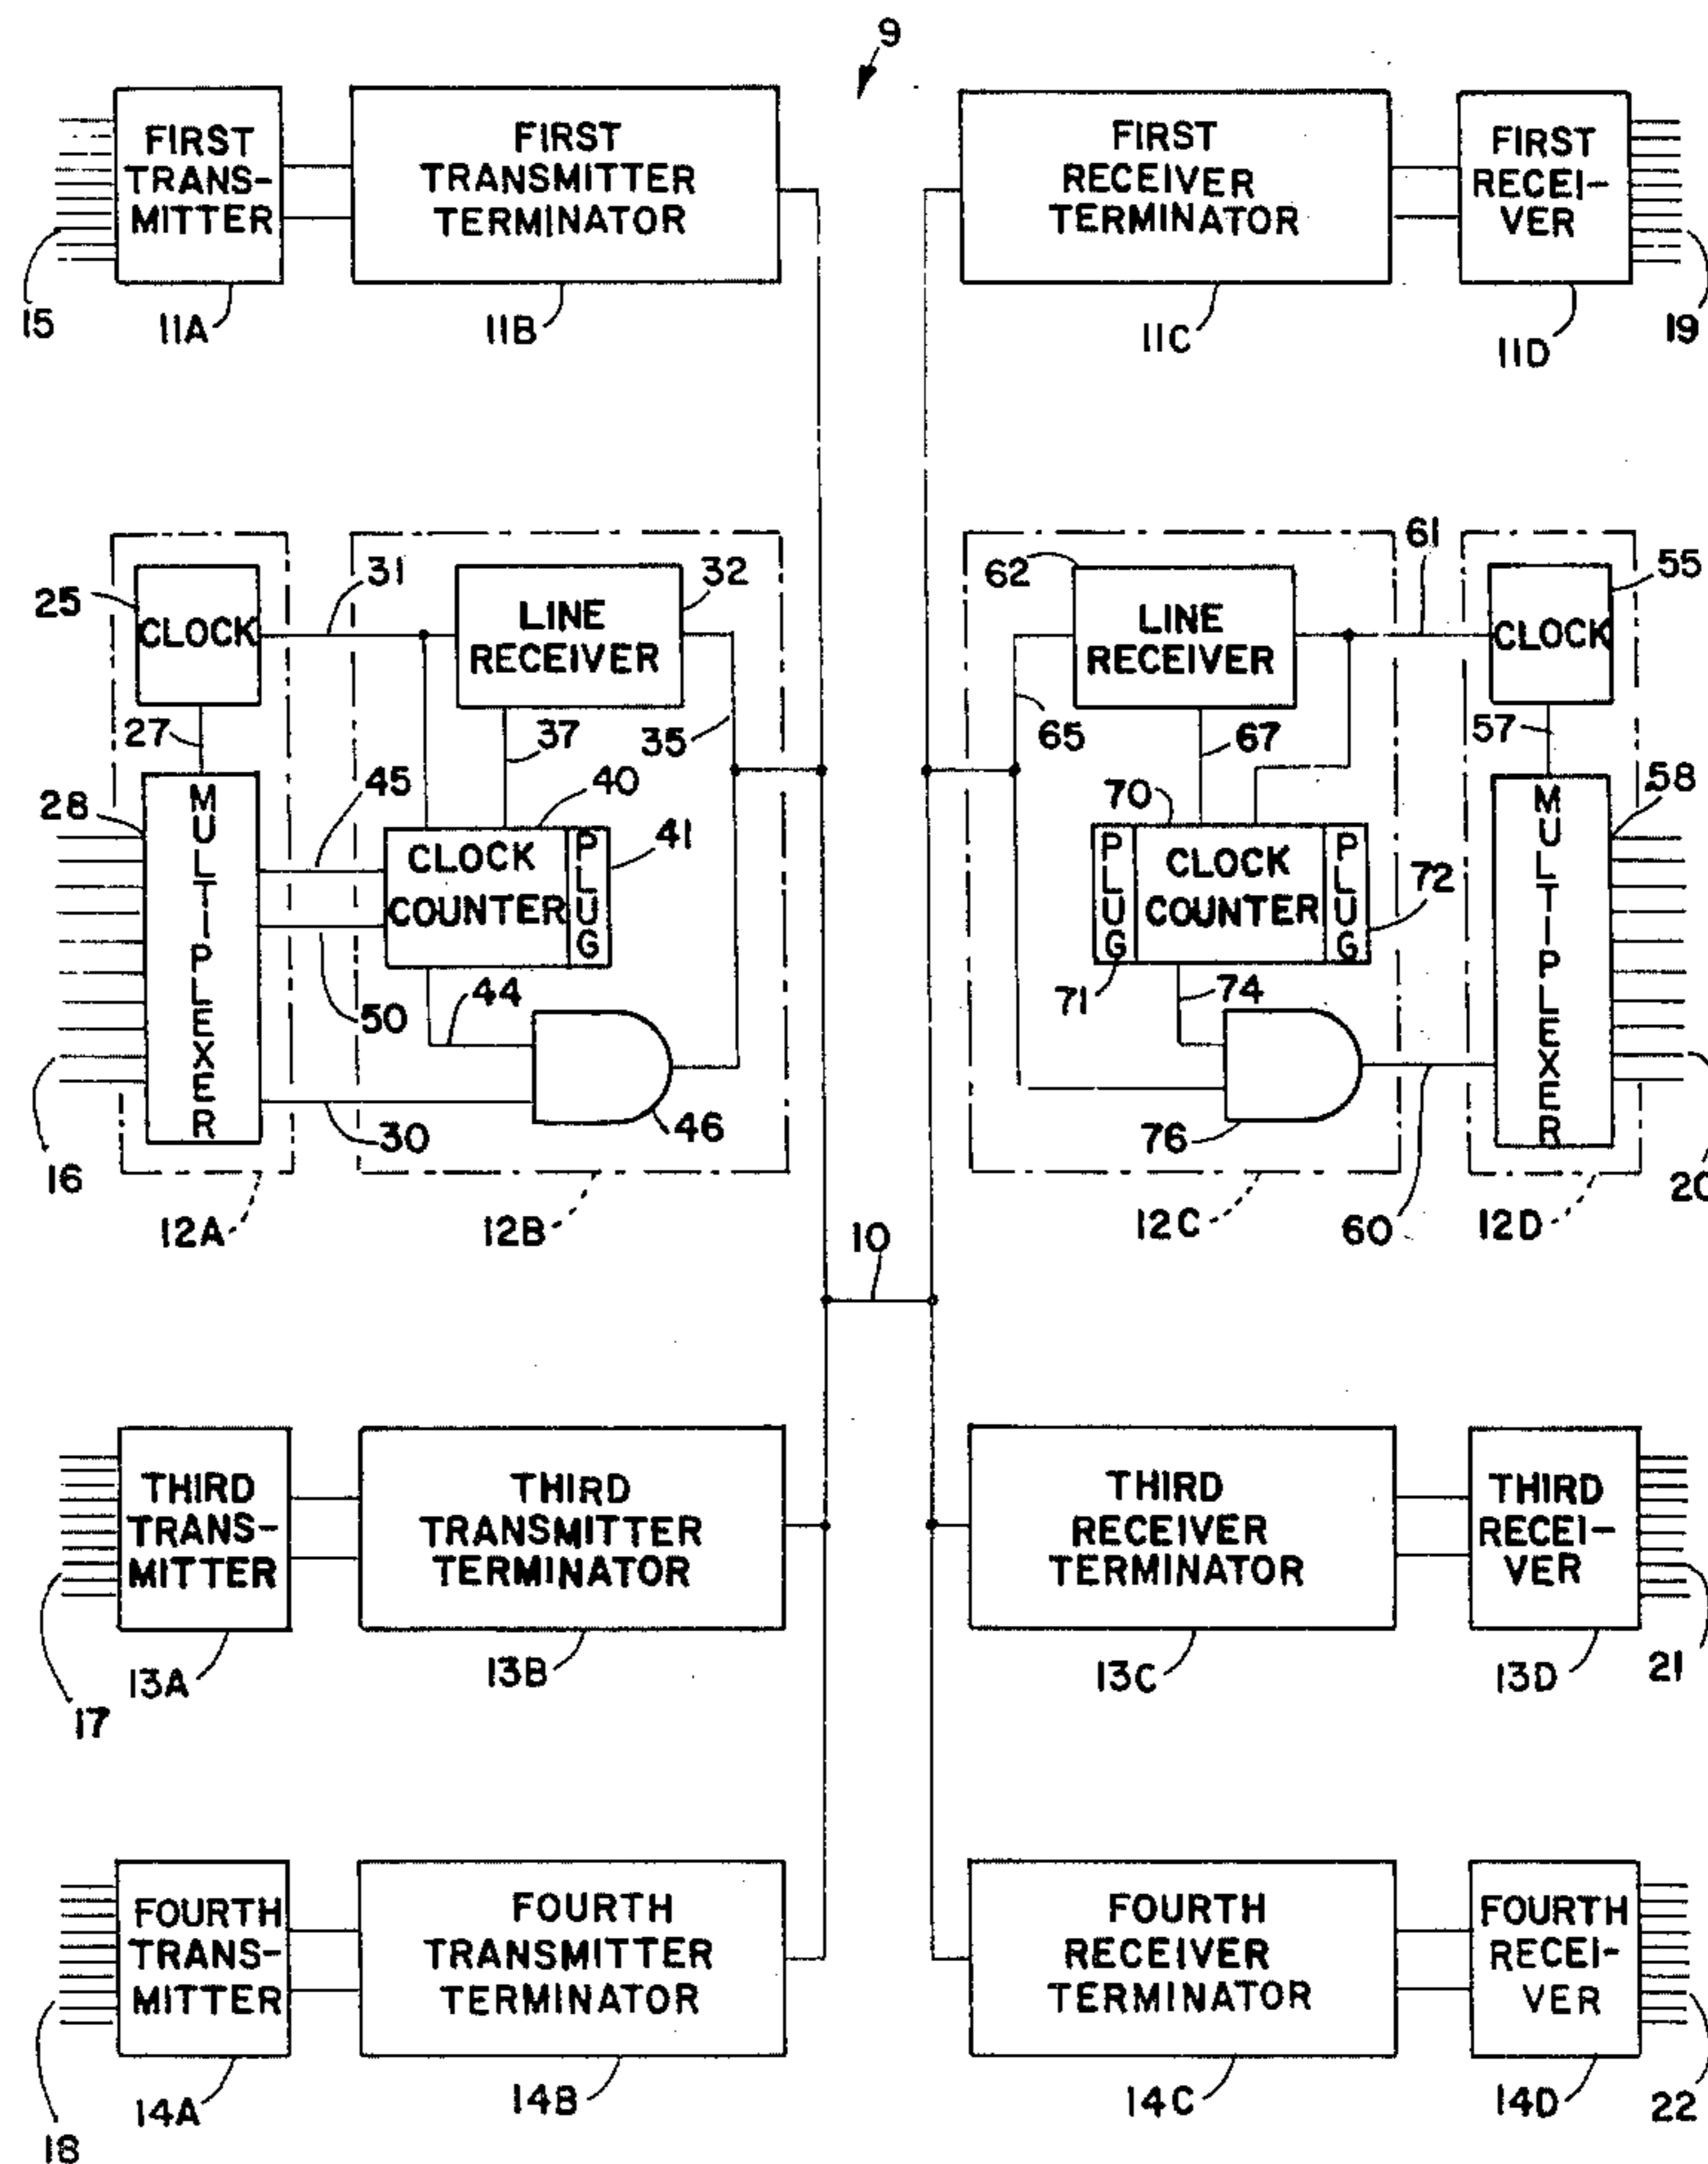 9
FIRST
TRANS-
MITTER
FIRST
TRANSMITTER
TERMINATOR
FIRST
RECEIVER
TERMINATOR
FIRST
RECEI-
VER
15
11A
11B
11C
11D
19
25
CLOCK
31
LINE
RECEIVER
32
62
LINE
RECEIVER
61
CLOCK
55
27
37
35
65
67
57
28
MULTIPLEXER
45
40
CLOCK
COUNTER
PLUG
41
70
PLUG
CLOCK
COUNTER
PLUG
72
MULTIPLEXER
58
50
44
71
74
16
30
46
76
20
12A
12B
12C
60
12D
10
THIRD
TRANS-
MITTER
THIRD
TRANSMITTER
TERMINATOR
THIRD
RECEIVER
TERMINATOR
THIRD
RECEI-
VER
17
13A
13B
13C
13D
21
FOURTH
TRANS-
MITTER
FOURTH
TRANSMITTER
TERMINATOR
FOURTH
RECEIVER
TERMINATOR
FOURTH
RECEI-
VER
18
14A
14B
14C
14D
22